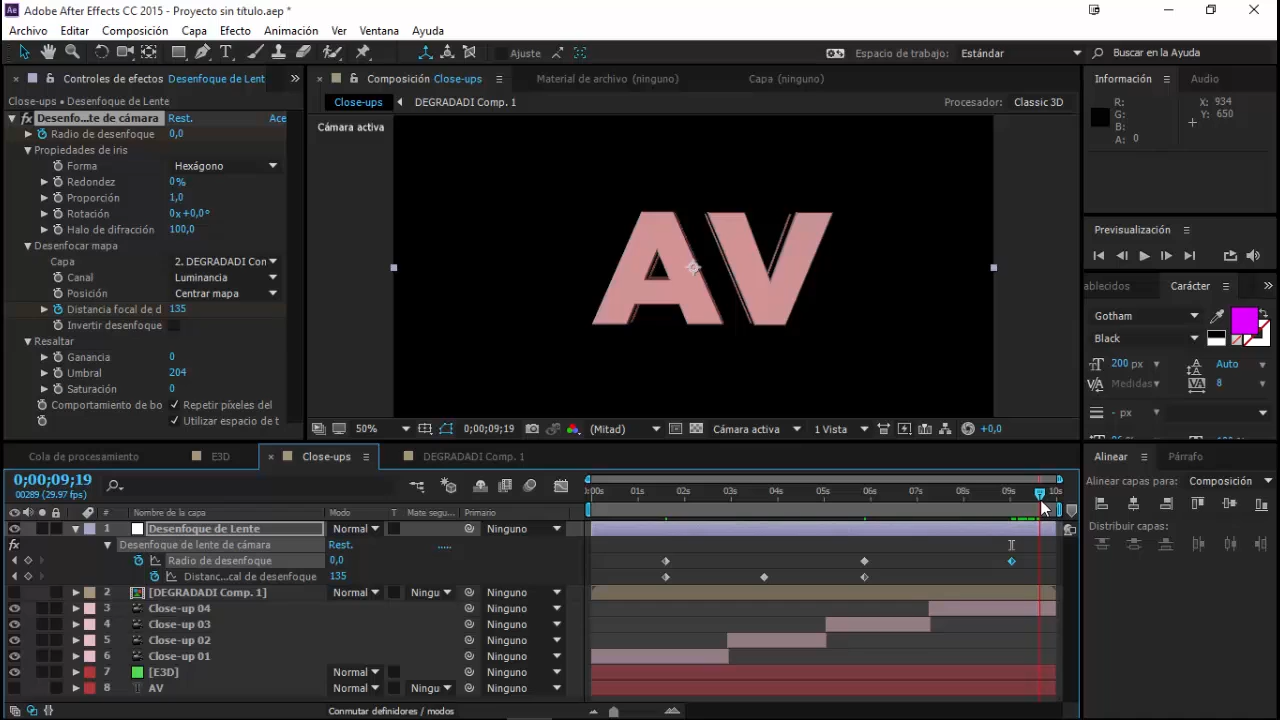 Adobe After Effects CC 2015 - Proyecto sin título.aep *
Archivo Editar Composición Capa Efecto Animación Ver Ventana Ayuda
Ajuste Espacio de trabajo: Estándar Buscar en la Ayuda
Controles de efectos Desenfoque de Lent
Composición Close-ups Material de archivo (ninguno) Capa (ninguno)
Información Audio
Close-ups • Desenfoque de Lente
Close-ups DEGRADADI Comp. 1 Procesador: Classic 3D
R:
G:
B:
A: 0
X: 934
Y: 650
Desenfo...te de cámara Rest. Ace
Radio de desenfoque 0,0
Propiedades de iris
Forma Hexágono
Redondez 0%
Proporción 1,0
Rotación 0x+0,0°
Halo de difracción 100,0
Desenfocar mapa
Capa 2. DEGRADADI Con
Canal Luminancia
Posición Centrar mapa
Distancia focal de d 135
Invertir desenfoque
Resaltar
Ganancia 0
Umbral 204
Saturación 0
Comportamiento de bo Repetir píxeles del
Utilizar espacio de t
Cámara activa
AV
50% 0;00;09;19 (Mitad) Cámara activa 1 Vista +0,0
Previsualización
ablecidos Carácter
Gotham
Black
200 px Auto
Medidas 8
- px
Cola de procesamiento E3D Close-ups DEGRADADI Comp. 1
Alinear Párrafo
Alinear capas para: Composición
Distribuir capas:
0;00;09;19
00289 (29.97 fps)
:00s 01s 02s 03s 04s 05s 06s 07s 08s 09s 10s
# Nombre de la capa Modo T Mate segu... Primario
1 Desenfoque de Lente Normal Ninguno
Desenfoque de lente de cámara Rest. .....
Radio de desenfoque 0,0
Distanc...cal de desenfoque 135
2 [DEGRADADI Comp. 1] Normal Ningu Ninguno
3 Close-up 04 Ninguno
4 Close-up 03 Ninguno
5 Close-up 02 Ninguno
6 Close-up 01 Ninguno
7 [E3D] Normal Ninguno
8 T AV Normal Ningu Ninguno
Conmutar definidores / modos